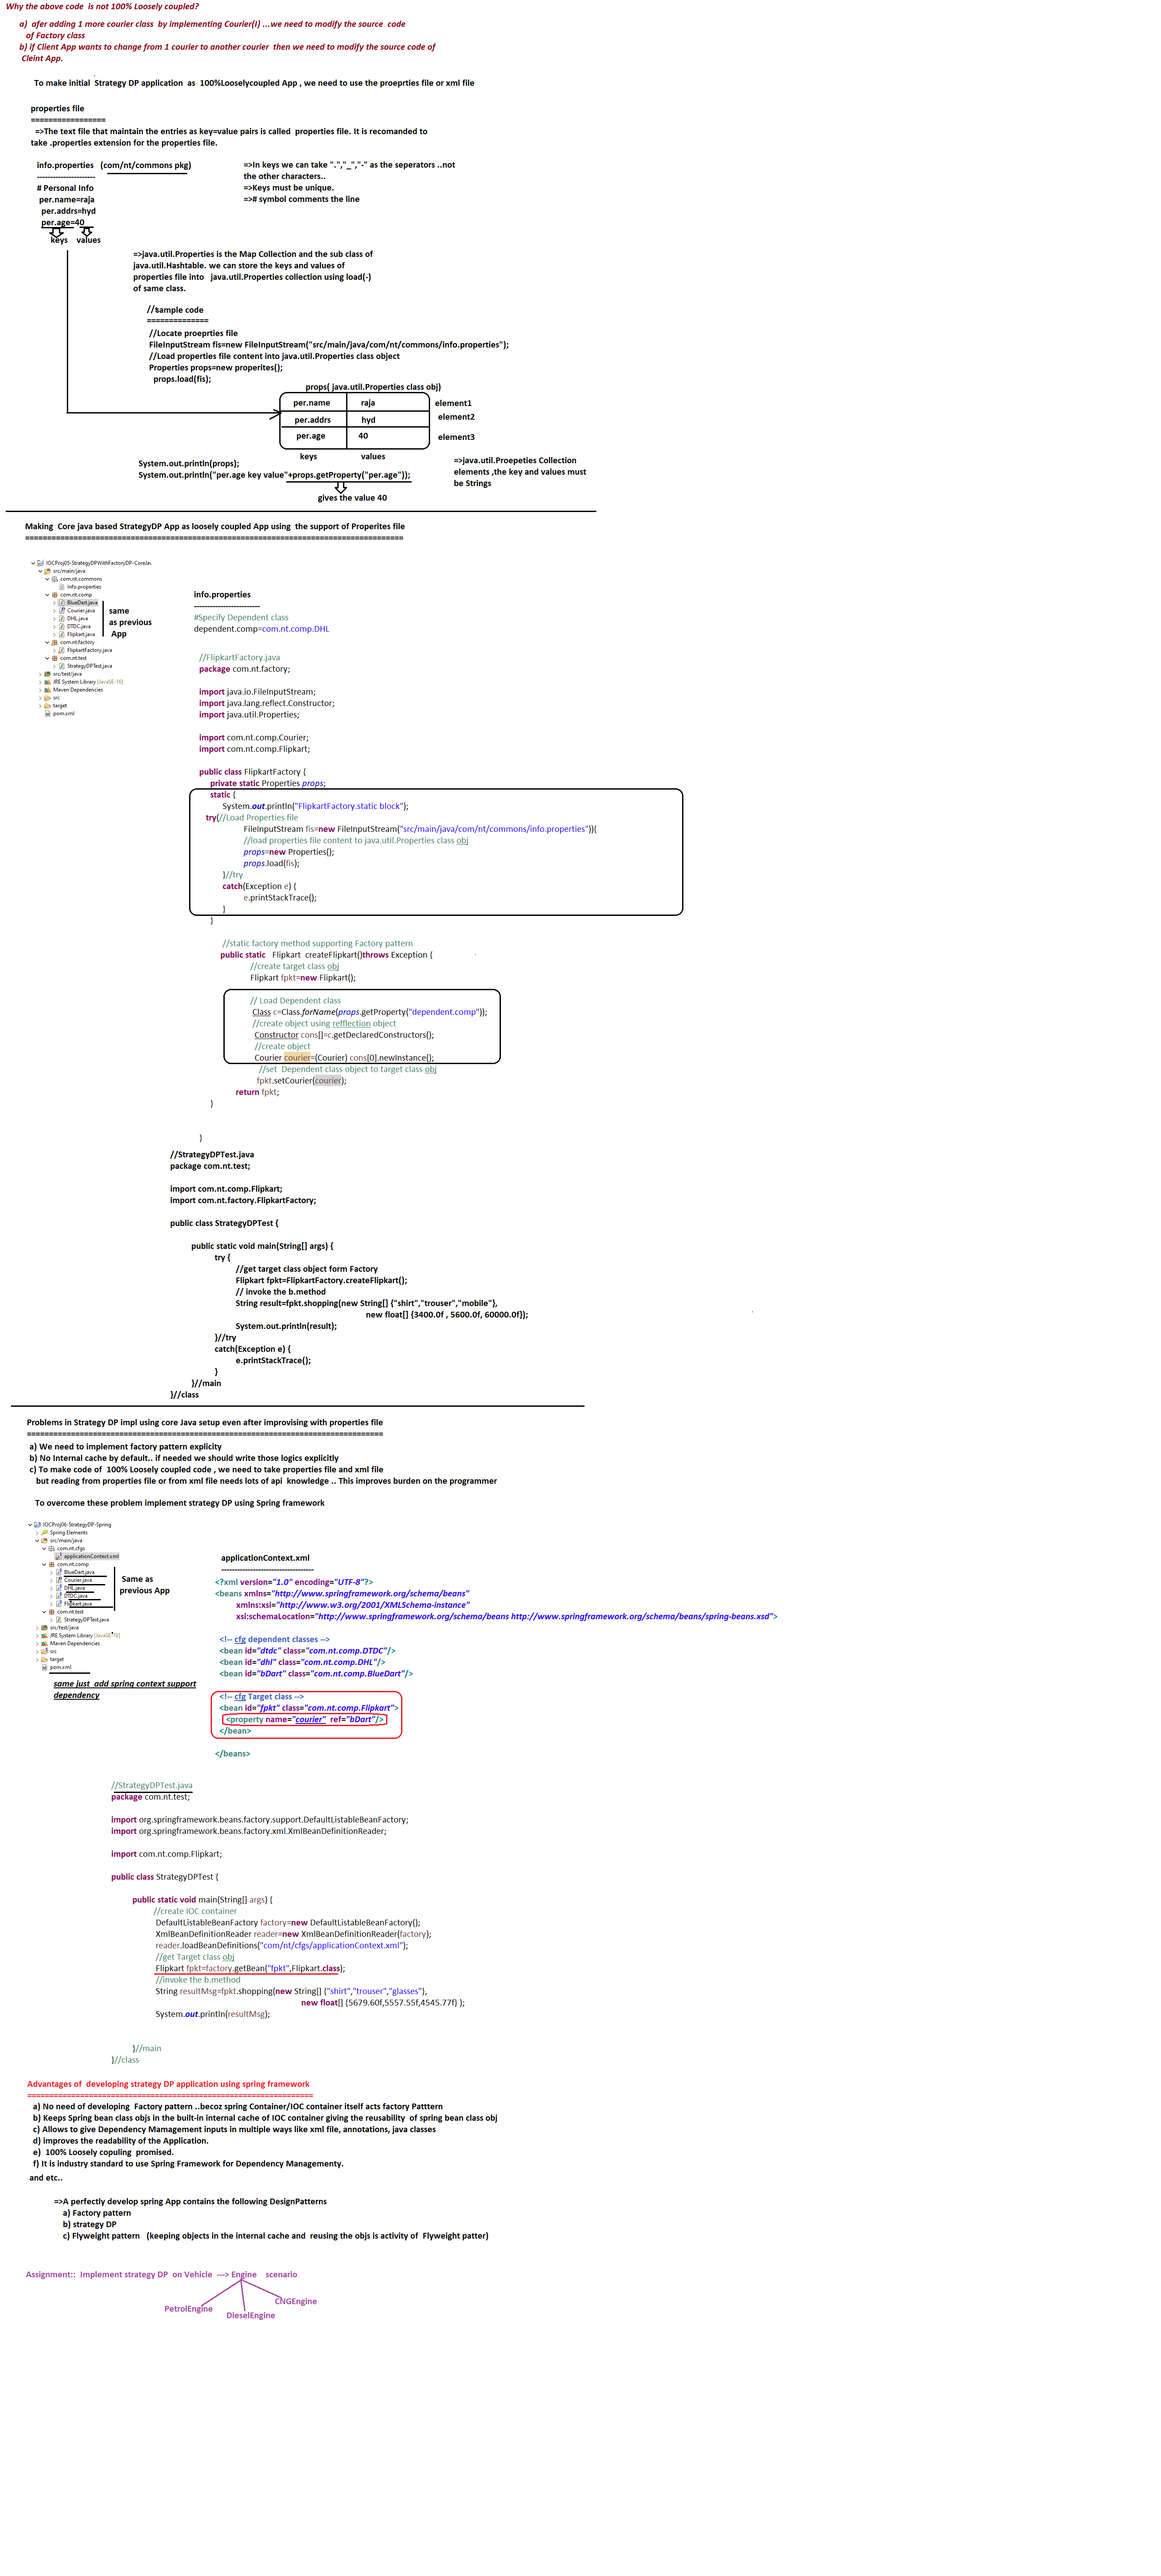 Why the above code is not 100% Loosely coupled?
a) afer adding 1 more courier class by implementing Courier(I) ...we need to modify the source code
of Factory class
b) if Client App wants to change from 1 courier to another courier then we need to modify the source code of
Cleint App.
To make initial Strategy DP application as 100%Looselycoupled App , we need to use the proeprties file or xml file
properties file
=================
=>The text file that maintain the entries as key=value pairs is called properties file. It is recomanded to
take .properties extension for the properties file.
info.properties (com/nt/commons pkg)
----------------------
# Personal Info
per.name=raja
per.addrs=hyd
per.age=40
keys values
=>In keys we can take ".","_","-" as the seperators ..not
the other characters..
=>Keys must be unique.
=># symbol comments the line
=>java.util.Properties is the Map Collection and the sub class of
java.util.Hashtable. we can store the keys and values of
properties file into java.util.Properties collection using load(-)
of same class.
//sample code
==============
//Locate proeprties file
FileInputStream fis=new FileInputStream("src/main/java/com/nt/commons/info.properties");
//Load properties file content into java.util.Properties class object
Properties props=new properites();
props.load(fis);
props( java.util.Properties class obj)
per.name raja element1
per.addrs hyd element2
per.age 40 element3
keys values
System.out.println(props);
System.out.println("per.age key value"+props.getProperty("per.age"));
gives the value 40
=>java.util.Proepeties Collection
elements ,the key and values must
be Strings
Making Core java based StrategyDP App as loosely coupled App using the support of Properites file
======================================================================================
IOCProj05-StrategyDPWithFactoryDP-CoreJav
src/main/java
com.nt.commons
Info.properties
com.nt.comp
BlueDart.java
Courier.java
DHL.java
DTDC.java
Flipkart.java
com.nt.factory
FlipkartFactory.java
com.nt.test
StrategyDPTest.java
src/test/java
JRE System Library [JavaSE-16]
Maven Dependencies
src
target
pom.xml
same
as previous
App
info.properties
-------------------------
#Specify Dependent class
dependent.comp=com.nt.comp.DHL
//FlipkartFactory.java
package com.nt.factory;
import java.io.FileInputStream;
import java.lang.reflect.Constructor;
import java.util.Properties;
import com.nt.comp.Courier;
import com.nt.comp.Flipkart;
public class FlipkartFactory {
private static Properties props;
static {
System.out.println("FlipkartFactory.static block");
try(//Load Properties file
FileInputStream fis=new FileInputStream("src/main/java/com/nt/commons/info.properties")){
//load properties file content to java.util.Properties class obj
props=new Properties();
props.load(fis);
}//try
catch(Exception e) {
e.printStackTrace();
}
}
//static factory method supporting Factory pattern
public static Flipkart createFlipkart()throws Exception {
//create target class obj
Flipkart fpkt=new Flipkart();
// Load Dependent class
Class c=Class.forName(props.getProperty("dependent.comp"));
//create object using refflection object
Constructor cons[]=c.getDeclaredConstructors();
//create object
Courier courier=(Courier) cons[0].newInstance();
//set Dependent class object to target class obj
fpkt.setCourier(courier);
return fpkt;
}
}
//StrategyDPTest.java
package com.nt.test;
import com.nt.comp.Flipkart;
import com.nt.factory.FlipkartFactory;
public class StrategyDPTest {
public static void main(String[] args) {
try {
//get target class object form Factory
Flipkart fpkt=FlipkartFactory.createFlipkart();
// invoke the b.method
String result=fpkt.shopping(new String[] {"shirt","trouser","mobile"},
new float[] {3400.0f , 5600.0f, 60000.0f});
System.out.println(result);
}//try
catch(Exception e) {
e.printStackTrace();
}
}//main
}//class
Problems in Strategy DP impl using core Java setup even after improvising with properties file
=================================================================================
a) We need to implement factory pattern explicity
b) No Internal cache by default.. if needed we should write those logics explicitly
c) To make code of 100% Loosely coupled code , we need to take properties file and xml file
but reading from properties file or from xml file needs lots of api knowledge .. This improves burden on the programmer
To overcome these problem implement strategy DP using Spring framework
IOCProj06-StrategyDP-Spring
Spring Elements
src/main/java
com.nt.cfgs
applicationContext.xml
com.nt.comp
BlueDart.java
Courier.java
DHL.java
DTDC.java
Flipkart.java
com.nt.test
StrategyDPTest.java
src/test/java
JRE System Library [JavaSE-16]
Maven Dependencies
src
target
pom.xml
Same as
previous App
same just add spring context support
dependency
applicationContext.xml
-----------------------------------
<?xml version="1.0" encoding="UTF-8"?>
<beans xmlns="http://www.springframework.org/schema/beans"
xmlns:xsi="http://www.w3.org/2001/XMLSchema-instance"
xsi:schemaLocation="http://www.springframework.org/schema/beans http://www.springframework.org/schema/beans/spring-beans.xsd">
<!-- cfg dependent classes -->
<bean id="dtdc" class="com.nt.comp.DTDC"/>
<bean id="dhl" class="com.nt.comp.DHL"/>
<bean id="bDart" class="com.nt.comp.BlueDart"/>
<!-- cfg Target class -->
<bean id="fpkt" class="com.nt.comp.Flipkart">
<property name="courier" ref="bDart"/>
</bean>
</beans>
//StrategyDPTest.java
package com.nt.test;
import org.springframework.beans.factory.support.DefaultListableBeanFactory;
import org.springframework.beans.factory.xml.XmlBeanDefinitionReader;
import com.nt.comp.Flipkart;
public class StrategyDPTest {
public static void main(String[] args) {
//create IOC container
DefaultListableBeanFactory factory=new DefaultListableBeanFactory();
XmlBeanDefinitionReader reader=new XmlBeanDefinitionReader(factory);
reader.loadBeanDefinitions("com/nt/cfgs/applicationContext.xml");
//get Target class obj
Flipkart fpkt=factory.getBean("fpkt",Flipkart.class);
//invoke the b.method
String resultMsg=fpkt.shopping(new String[] {"shirt","trouser","glasses"},
new float[] {5679.60f,5557.55f,4545.77f} );
System.out.println(resultMsg);
}//main
}//class
Advantages of developing strategy DP application using spring framework
=================================================================
a) No need of developing Factory pattern ..becoz spring Container/IOC container itself acts factory Patttern
b) Keeps Spring bean class objs in the built-in internal cache of IOC container giving the reusability of spring bean class obj
c) Allows to give Dependency Mamagement inputs in multiple ways like xml file, annotations, java classes
d) improves the readability of the Application.
e) 100% Loosely copuling promised.
f) It is industry standard to use Spring Framework for Dependency Managementy.
and etc..
=>A perfectly develop spring App contains the following DesignPatterns
a) Factory pattern
b) strategy DP
c) Flyweight pattern (keeping objects in the internal cache and reusing the objs is activity of Flyweight patter)
Assignment:: Implement strategy DP on Vehicle ---> Engine scenario
PetrolEngine
DieselEngine
CNGEngine